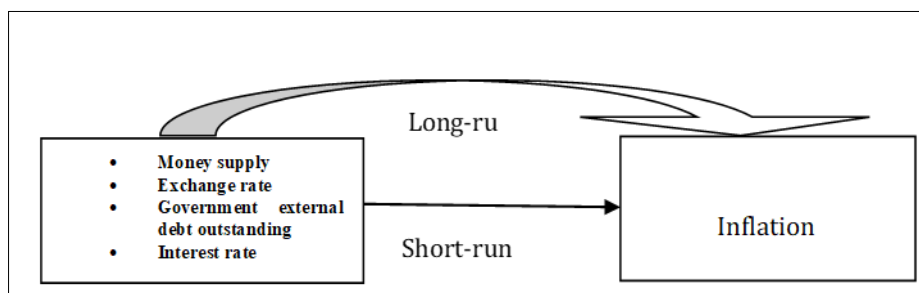 Long-ru
• Money supply
• Exchange rate
• Government external
debt outstanding
• Interest rate
Short-run
Inflation